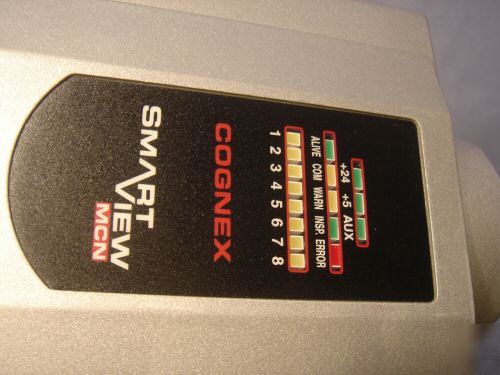 +24 +5 AUX
ALIVE COM WARN INSP. ERROR
1 2 3 4 5 6 7 8
COGNEX
SMART
VIEW
MCN